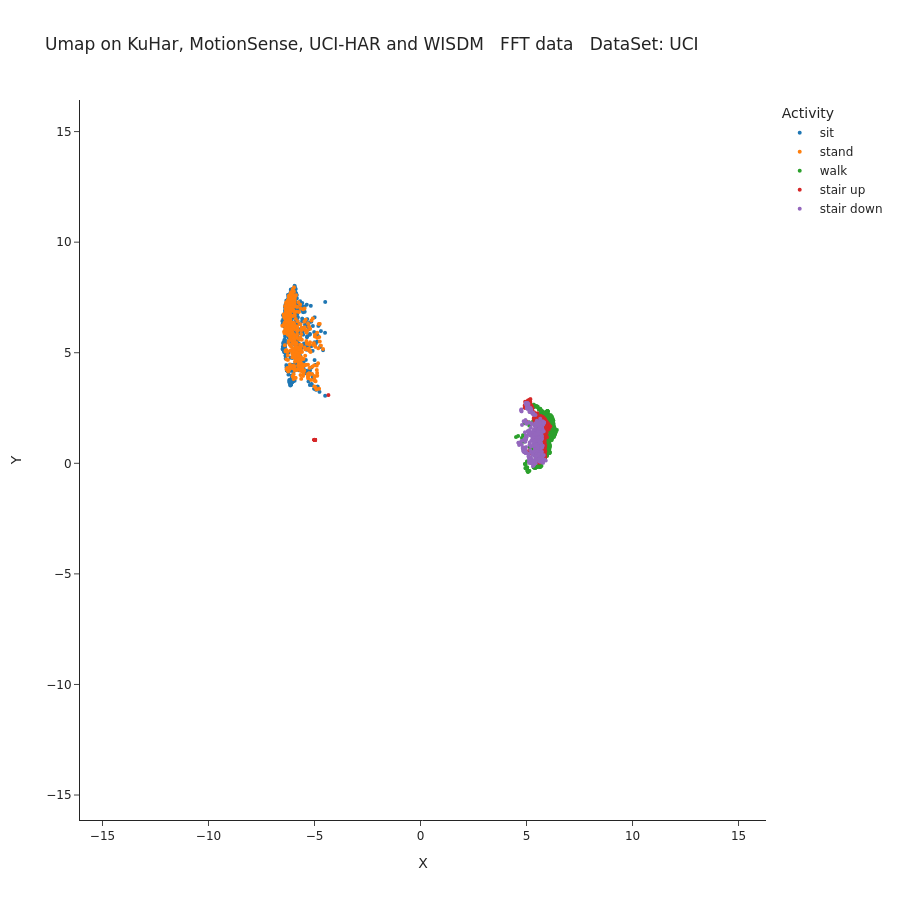 Umap on KuHar, MotionSense, UCI-HAR and WISDM   FFT data   DataSet: UCI
Activity
sit
stand
walk
stair up
stair down
15
10
5
0
−5
−10
−15
Y
−15 −10 −5 0 5 10 15
X